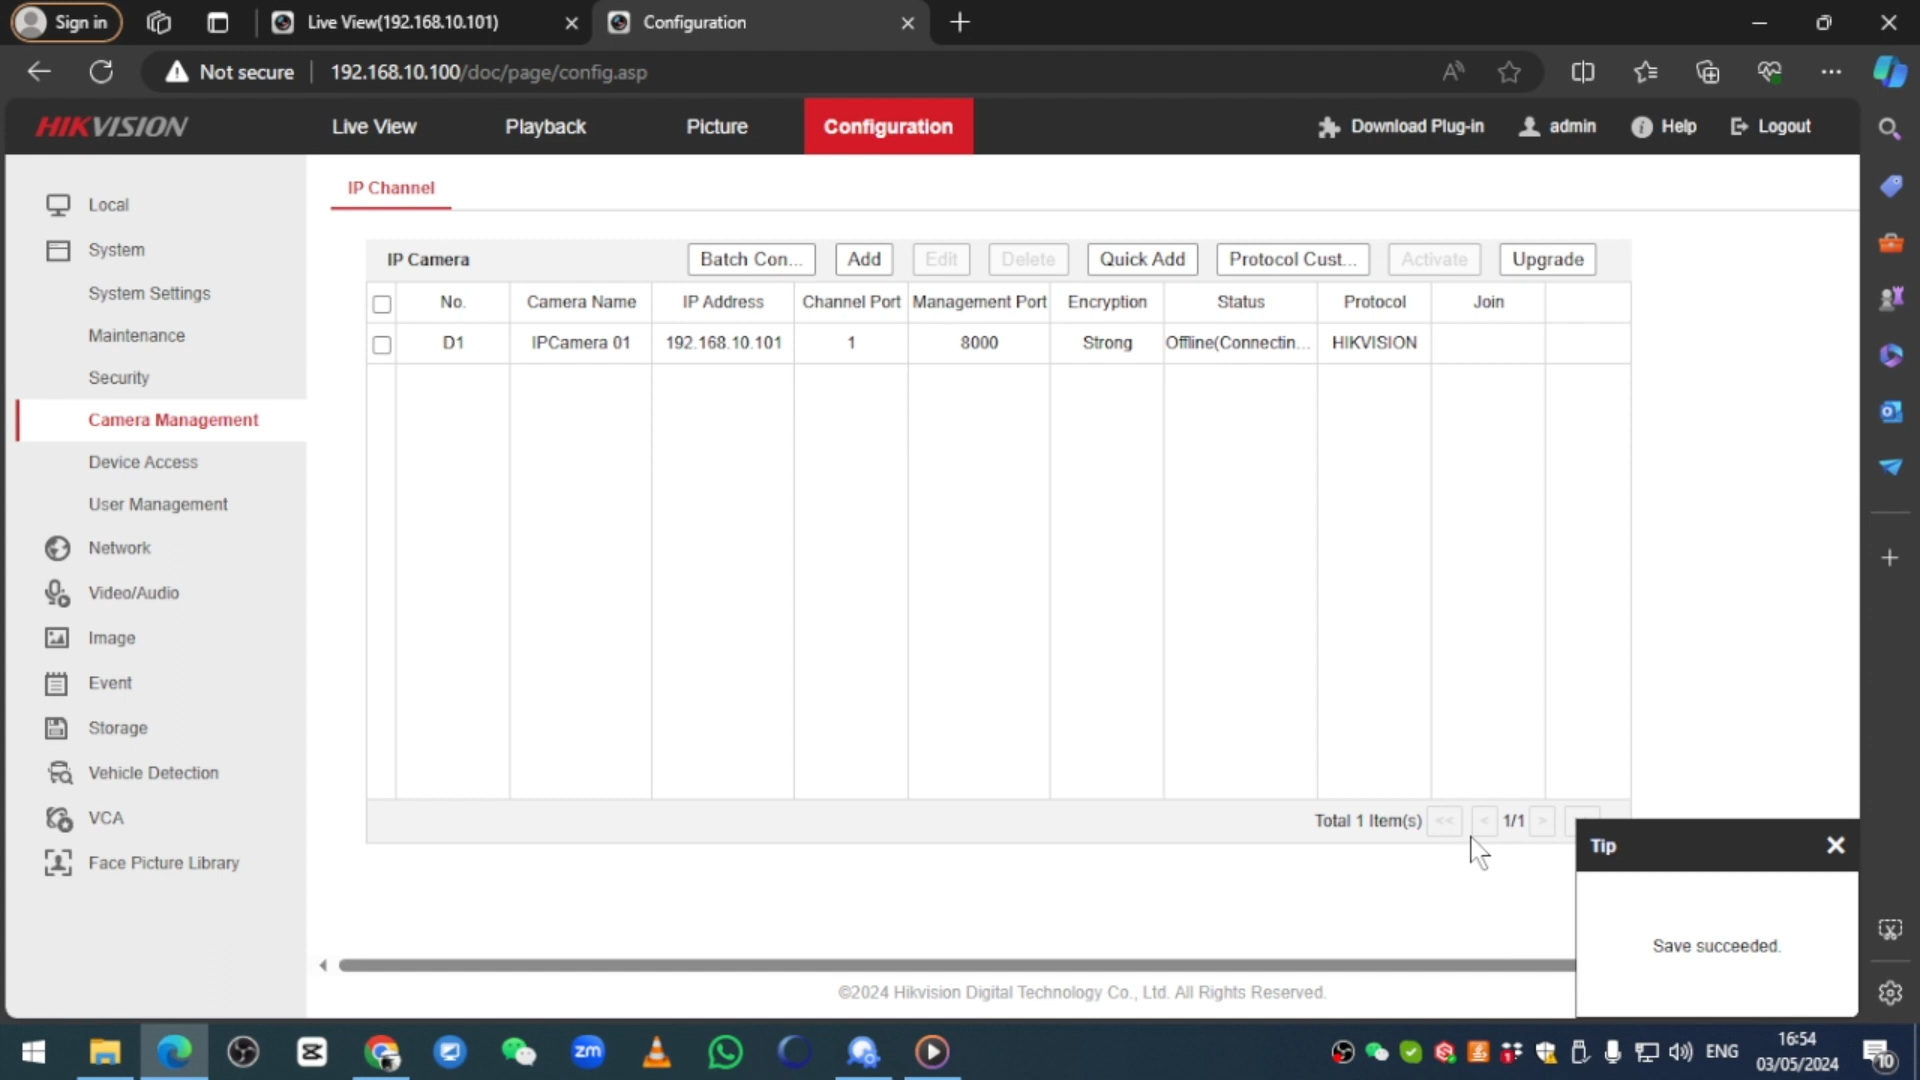 Sign in
Live View(192.168.10.101)
Configuration
Not secure
192.168.10.100/doc/page/config.asp
HIKVISION
Live View
Playback
Picture
Configuration
Download Plug-in
admin
Help
Logout
Local
System
System Settings
Maintenance
Security
Camera Management
Device Access
User Management
Network
Video/Audio
Image
Event
Storage
Vehicle Detection
VCA
Face Picture Library
IP Channel
IP Camera
Batch Con...
Add
Edit
Delete
Quick Add
Protocol Cust...
Activate
Upgrade
No. Camera Name IP Address Channel Port Management Port Encryption Status Protocol Join
D1 IPCamera 01 192.168.10.101 1 8000 Strong Offline(Connectin... HIKVISION
Total 1 Item(s) << < 1/1 >
Tip
Save succeeded.
©2024 Hikvision Digital Technology Co., Ltd. All Rights Reserved.
zm
ENG
16:54
03/05/2024
10